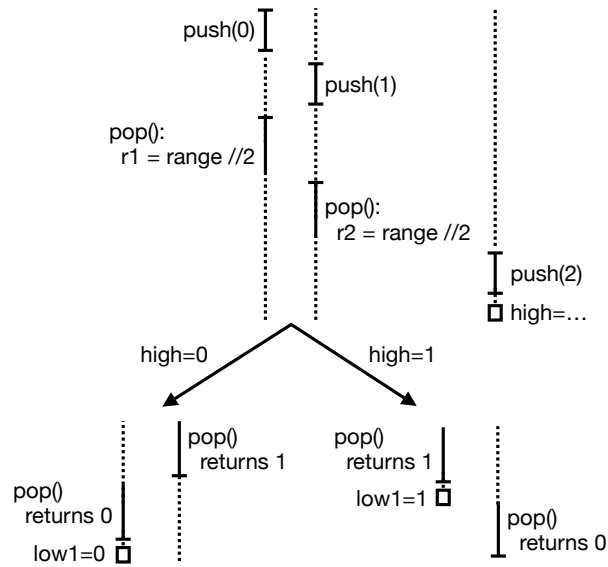 push(0)
push(1)
pop():
r1 = range //2
pop():
r2 = range //2
push(2)
high=…
high=0
high=1
pop()
returns 1
pop()
returns 0
low1=0
pop()
returns 1
low1=1
pop()
returns 0